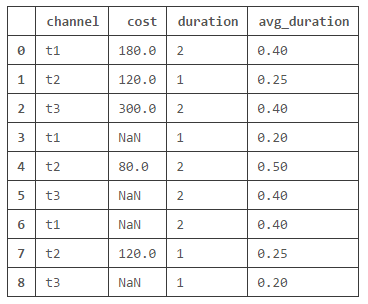 channel cost duration avg_duration
0 t1 180.0 2 0.40
1 t2 120.0 1 0.25
2 t3 300.0 2 0.40
3 t1 NaN 1 0.20
4 t2 80.0 2 0.50
5 t3 NaN 2 0.40
6 t1 NaN 2 0.40
7 t2 120.0 1 0.25
8 t3 NaN 1 0.20